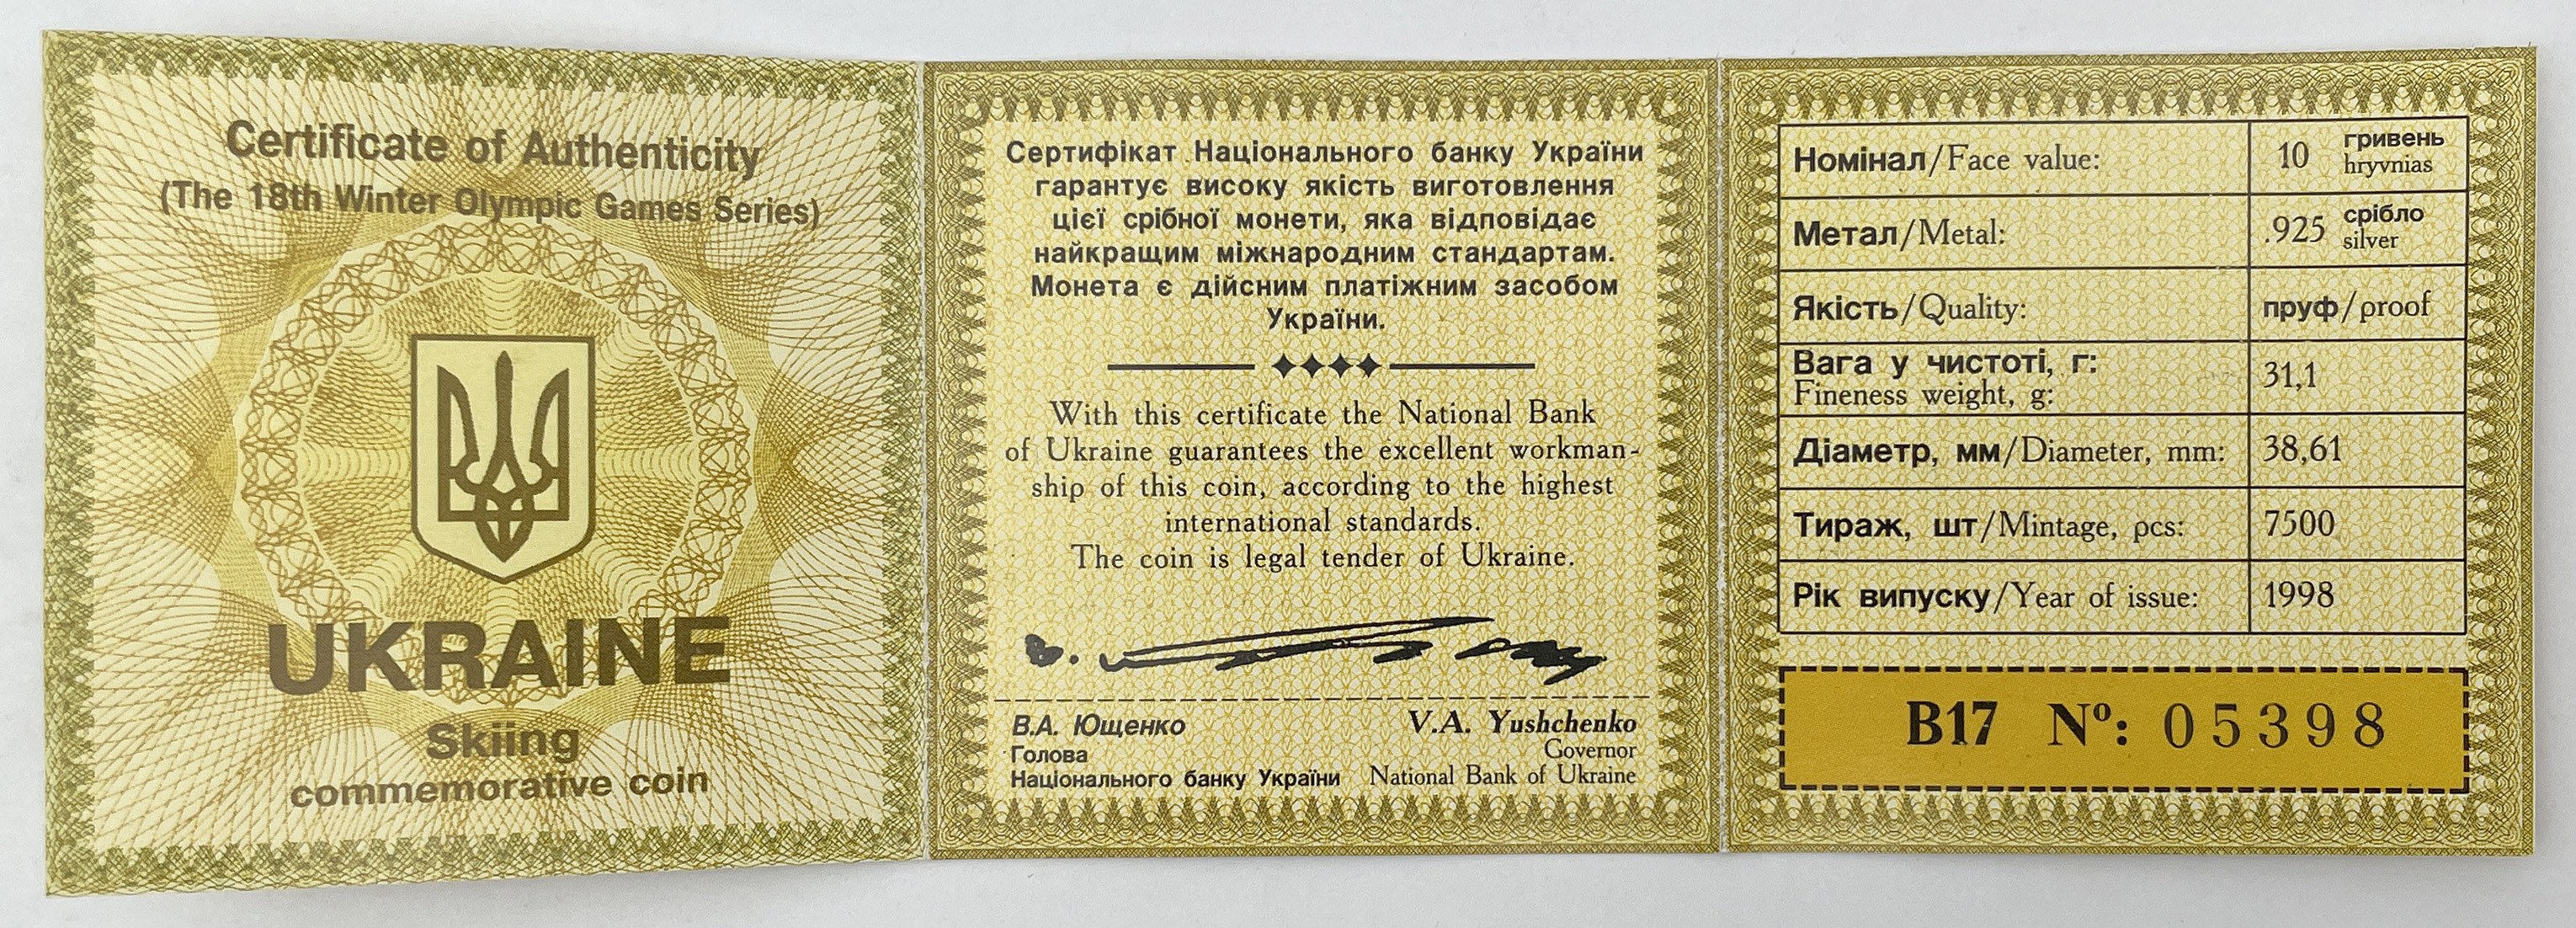 Certificate of Authenticity
(The 18th Winter Olympic Games Series)
UKRAINE
Skiing
commemorative coin
Сертифікат Національного банку України
гарантує високу якість виготовлення
цієї срібної монети, яка відповідає
найкращим міжнародним стандартам.
Монета є дійсним платіжним засобом
України.
With this certificate the National Bank
of Ukraine guarantees the excellent workman-
ship of this coin, according to the highest
international standards.
The coin is legal tender of Ukraine.
В.А. Ющенко V.A. Yushchenko
Голова Governor
Національного банку України National Bank of Ukraine
Номінал/Face value: 10 гривень hryvnias
Метал/Metal: .925 срібло silver
Якість/Quality: пруф/proof
Вага у чистоті, г: 31,1
Fineness weight, g:
Діаметр, мм/Diameter, mm: 38,61
Тираж, шт/Mintage, pcs: 7500
Рік випуску/Year of issue: 1998
B17 Nº: 05398